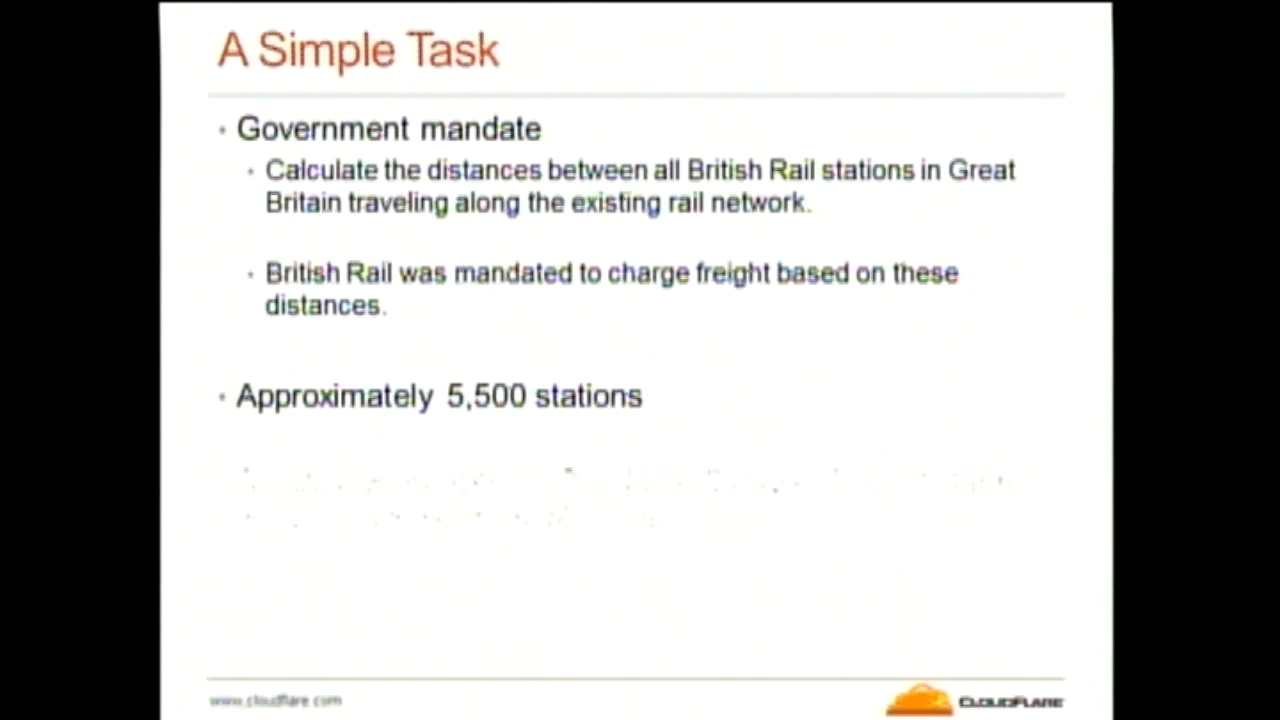 A Simple Task
• Government mandate
• Calculate the distances between all British Rail stations in Great
Britain traveling along the existing rail network.
• British Rail was mandated to charge freight based on these
distances.
• Approximately 5,500 stations
www.cloudflare.com
CLOUDFLARE